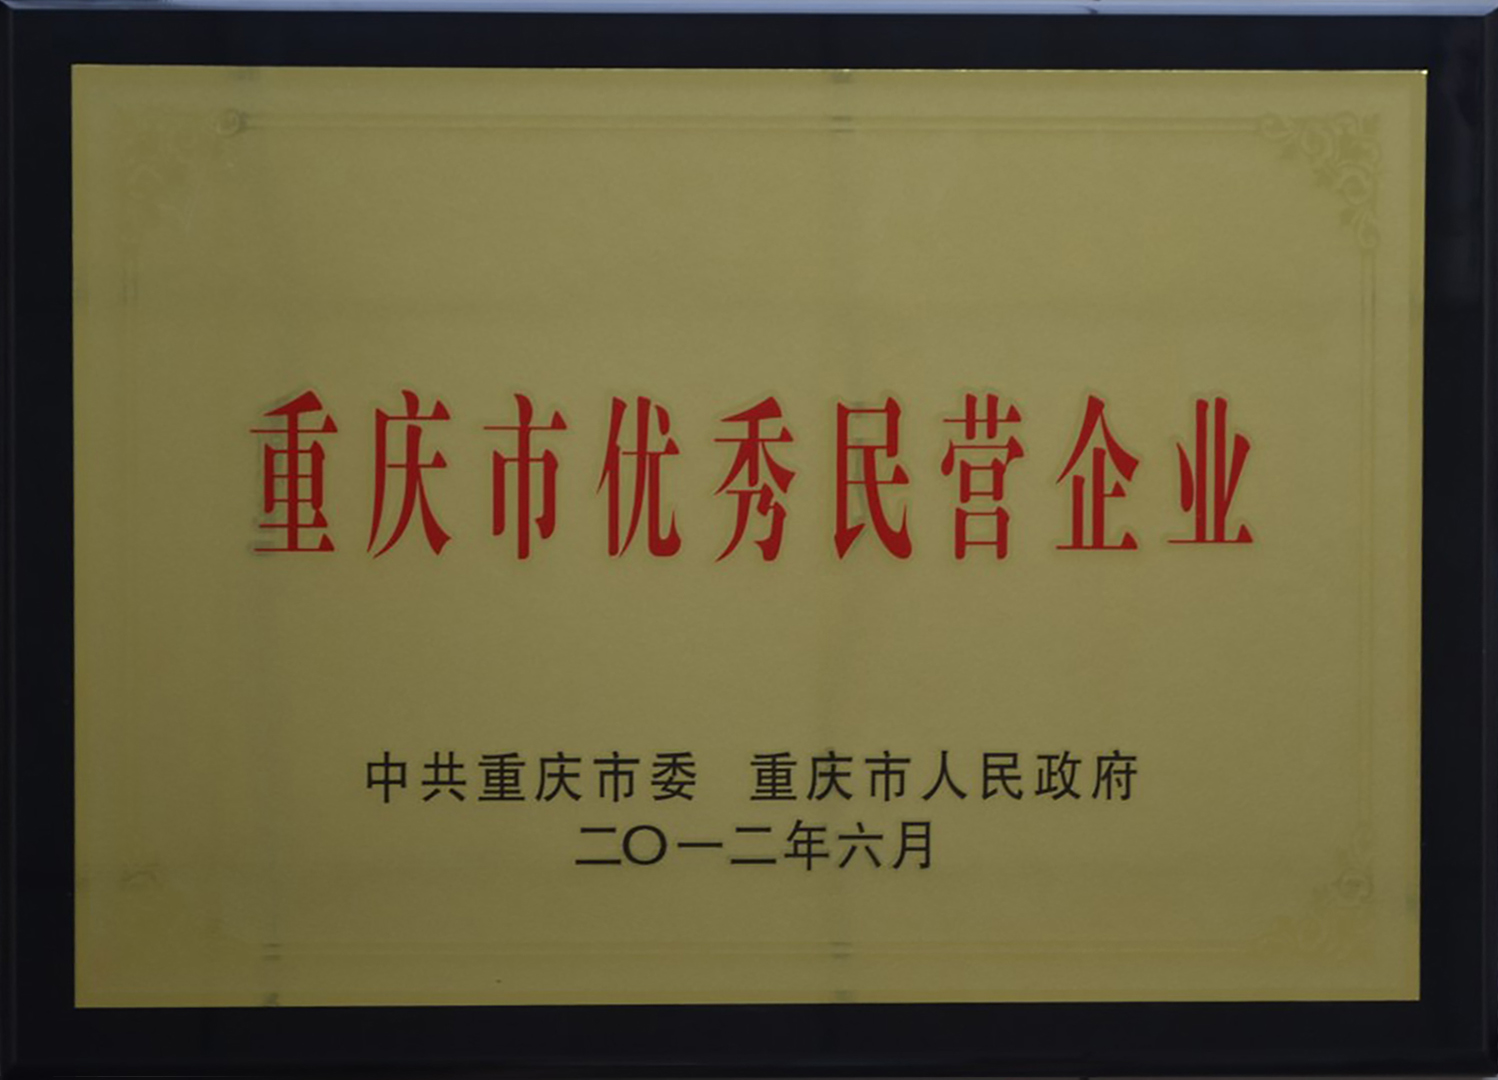 重庆市优秀民营企业
中共重庆市委 重庆市人民政府
二〇一二年六月